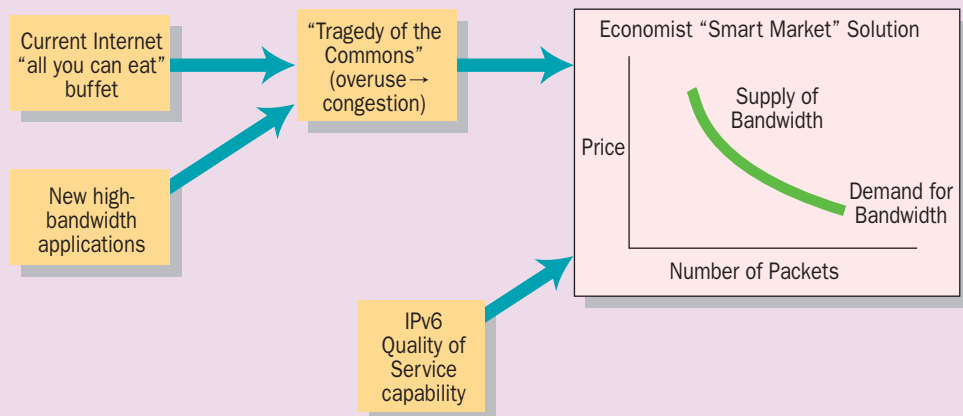 Current Internet
“all you can eat”
buffet
“Tragedy of the
Commons”
(overuse→
congestion)
New high-
bandwidth
applications
IPv6
Quality of
Service
capability
Economist “Smart Market” Solution
Supply of
Bandwidth
Price
Demand for
Bandwidth
Number of Packets